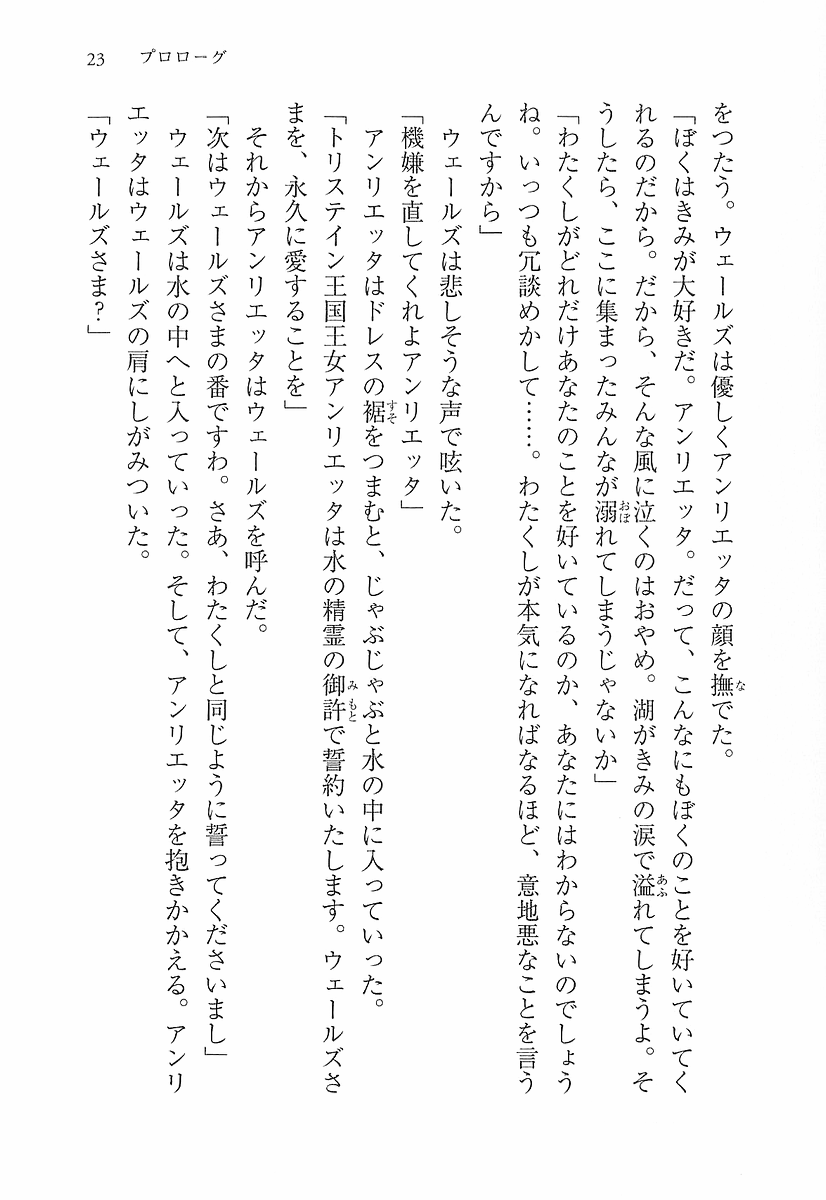 23　プロローグ
をつたう。ウェールズは優しくアンリエッタの顔を撫でた。
「ぼくはきみが大好きだ。アンリエッタ。だって、こんなにもぼくのことを好いていてく
れるのだから。だから、そんな風に泣くのはおやめ。湖がきみの涙で溢れてしまうよ。そ
うしたら、ここに集まったみんなが溺れてしまうじゃないか」
「わたくしがどれだけあなたのことを好いているのか、あなたにはわからないのでしょう
ね。いっつも冗談めかして……。わたくしが本気になればなるほど、意地悪なことを言う
んですから」
　ウェールズは悲しそうな声で呟いた。
「機嫌を直してくれよアンリエッタ」
　アンリエッタはドレスの裾をつまむと、じゃぶじゃぶと水の中に入っていった。
「トリステイン王国王女アンリエッタは水の精霊の御許で誓約いたします。ウェールズさ
まを、永久に愛することを」
　それからアンリエッタはウェールズを呼んだ。
「次はウェールズさまの番ですわ。さあ、わたくしと同じように誓ってくださいまし」
　ウェールズは水の中へと入っていった。そして、アンリエッタを抱きかかえる。アンリ
エッタはウェールズの肩にしがみついた。
「ウェールズさま？」